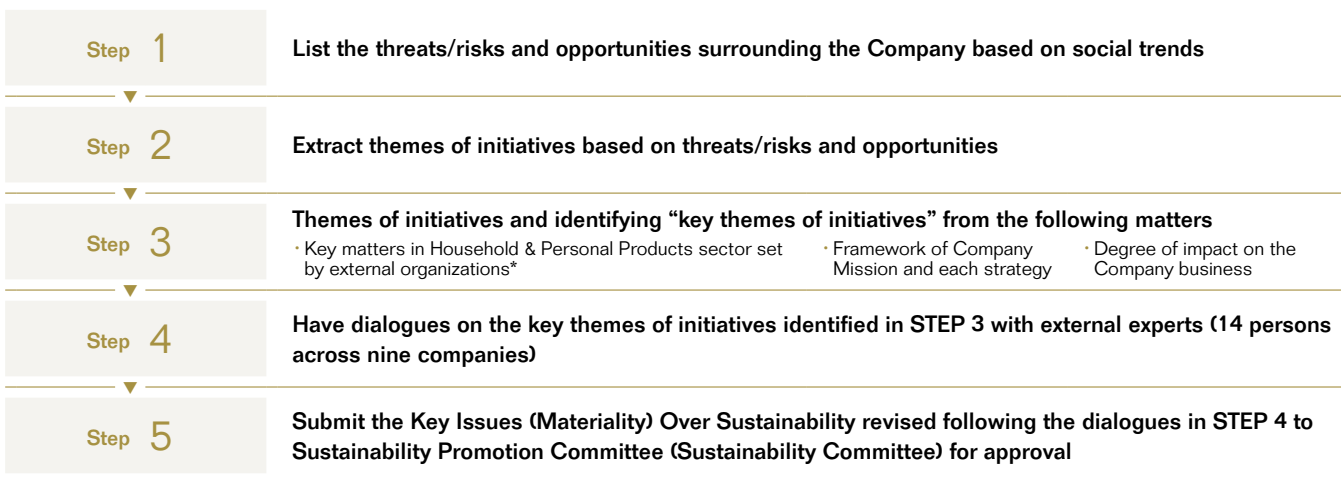 Step 1
List the threats/risks and opportunities surrounding the Company based on social trends
Step 2
Extract themes of initiatives based on threats/risks and opportunities
Step 3
Themes of initiatives and identifying “key themes of initiatives” from the following matters
・Key matters in Household & Personal Products sector set
by external organizations*
・Framework of Company
Mission and each strategy
・Degree of impact on the
Company business
Step 4
Have dialogues on the key themes of initiatives identified in STEP 3 with external experts (14 persons
across nine companies)
Step 5
Submit the Key Issues (Materiality) Over Sustainability revised following the dialogues in STEP 4 to
Sustainability Promotion Committee (Sustainability Committee) for approval